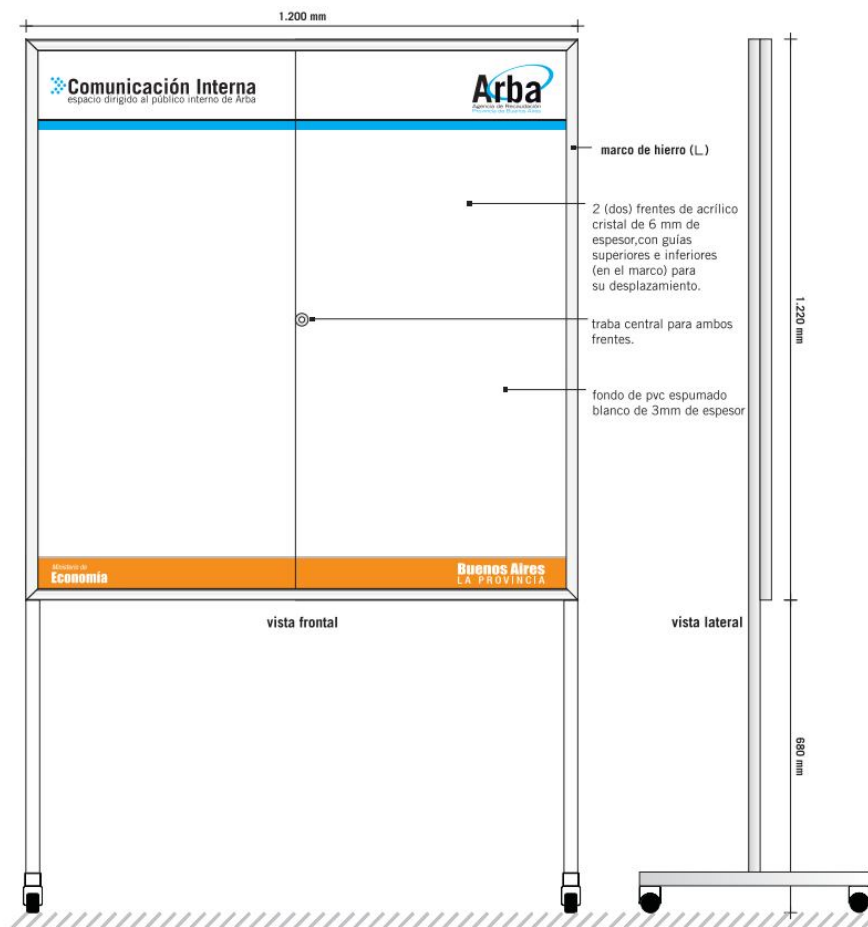 1.200 mm
Comunicación Interna
espacio dirigido al público interno de Arba
Arba
Agencia de Recaudación
Provincia de Buenos Aires
marco de hierro (L)
2 (dos) frentes de acrílico
cristal de 6 mm de
espesor,con guías
superiores e inferiores
(en el marco) para
su desplazamiento.
1.220 mm
traba central para ambos
frentes.
fondo de pvc espumado
blanco de 3mm de espesor
Ministerio de
Economía
Buenos Aires
LA PROVINCIA
vista frontal
vista lateral
680 mm